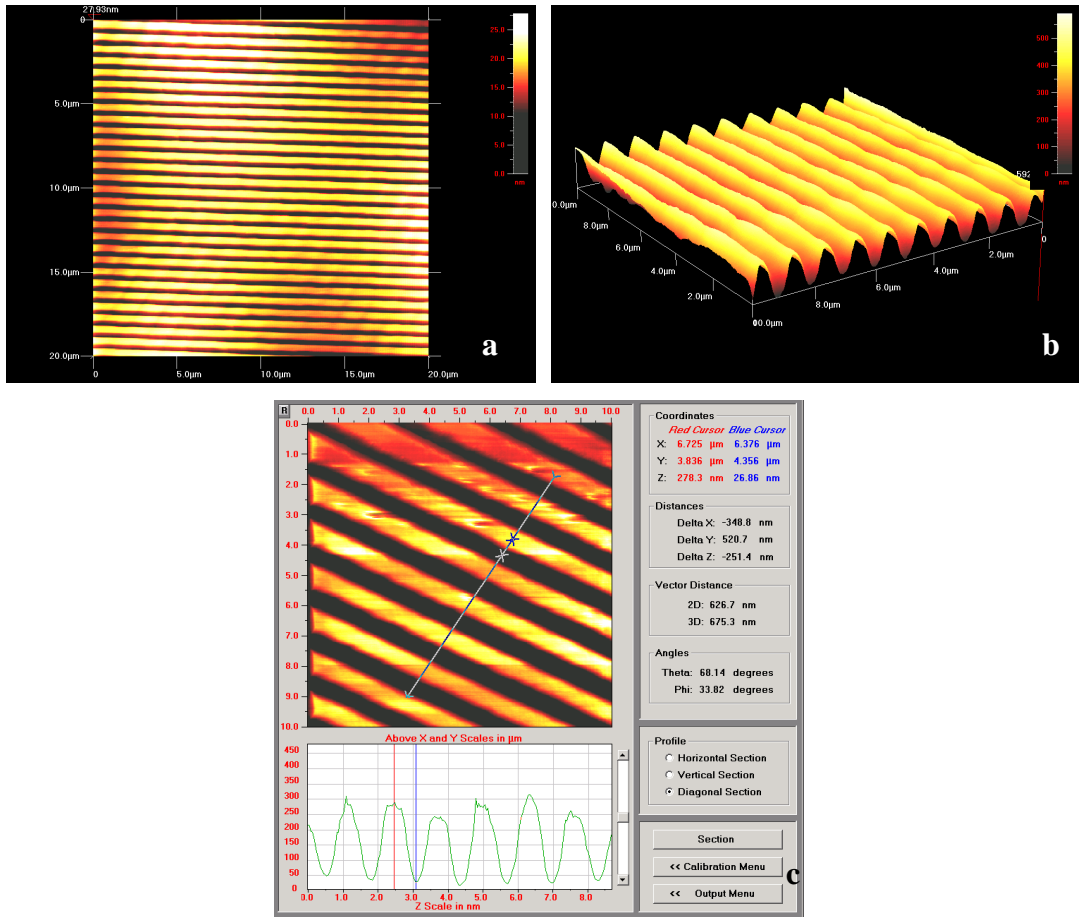 27.93nm
0
5.0µm
10.0µm
15.0µm
20.0µm
0 5.0µm 10.0µm 15.0µm 20.0µm
25.0
20.0
15.0
10.0
5.0
0.0
nm
a
500
400
300
200
100
0.0
nm
592
0.0µm
8.0µm
6.0µm
4.0µm
2.0µm
0
00.0µm
8.0µm
6.0µm
4.0µm
2.0µm
0
b
R
0.0 1.0 2.0 3.0 4.0 5.0 6.0 7.0 8.0 9.0 10.0
0.0
1.0
2.0
3.0
4.0
5.0
6.0
7.0
8.0
9.0
10.0
Above X and Y Scales in µm
450
400
350
300
250
200
150
100
50
0
0.0 1.0 2.0 3.0 4.0 5.0 6.0 7.0 8.0
Z Scale in nm
Coordinates
Red Cursor Blue Cursor
X: 6.725 µm 6.376 µm
Y: 3.836 µm 4.356 µm
Z: 278.3 nm 26.86 nm
Distances
Delta X: -348.8 nm
Delta Y: 520.7 nm
Delta Z: -251.4 nm
Vector Distance
2D: 626.7 nm
3D: 675.3 nm
Angles
Theta: 68.14 degrees
Phi: 33.82 degrees
Profile
Horizontal Section
Vertical Section
Diagonal Section
Section
<< Calibration Menu
<< Output Menu
c